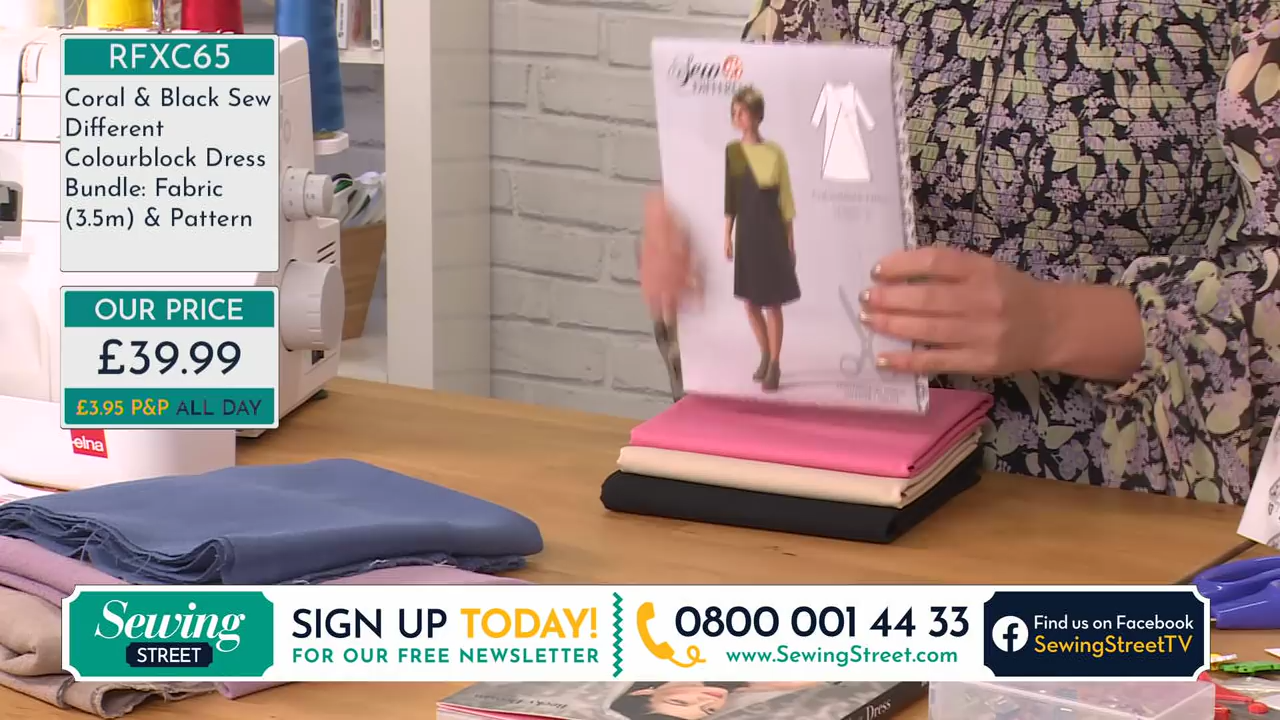 RFXC65
Coral & Black Sew
Different
Colourblock Dress
Bundle: Fabric
(3.5m) & Pattern
OUR PRICE
£39.99
£3.95 P&P ALL DAY
elna
Sew
DIFFERENT
Sewing
STREET
SIGN UP TODAY!
FOR OUR FREE NEWSLETTER
0800 001 44 33
www.SewingStreet.com
Find us on Facebook
SewingStreetTV
Dress